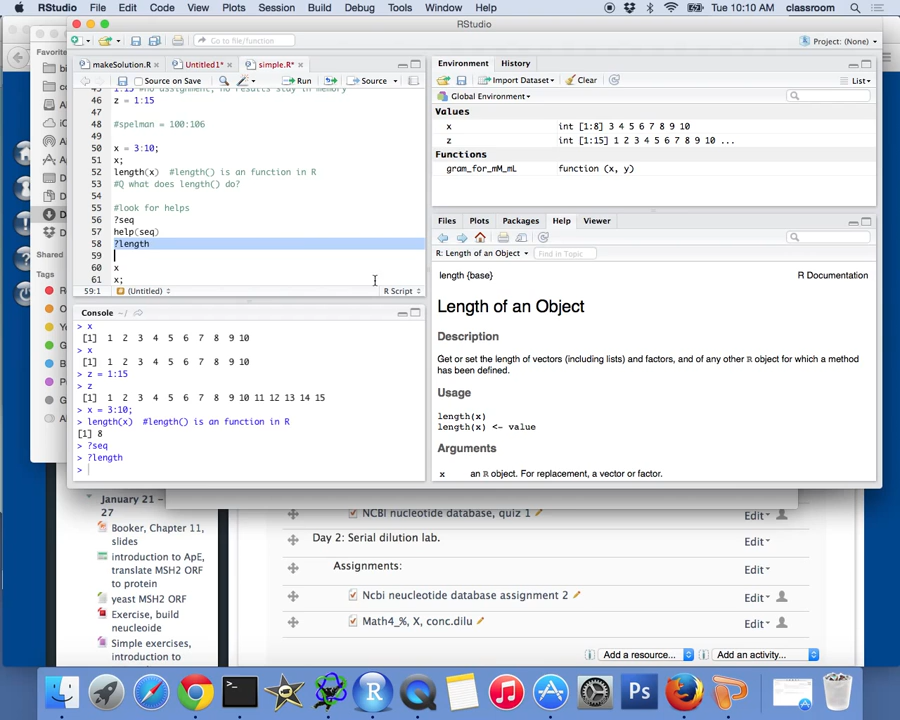 RStudio File Edit Code View Plots Session Build Debug Tools Window Help
Tue 10:10 AM classroom
RStudio
Go to file/function
Project: (None)
makeSolution.R
Untitled1*
simple.R*
Source on Save
Run
Source
46 z = 1:15
47
48 #spelman = 100:106
49
50 x = 3:10;
51 x;
52 length(x) #length() is an function in R
53 #Q what does length() do?
54
55 #look for helps
56 ?seq
57 help(seq)
58 ?length
59
60 x
61 x;
59:1 (Untitled) R Script
Console ~/
> x
[1] 1 2 3 4 5 6 7 8 9 10
> x
[1] 1 2 3 4 5 6 7 8 9 10
> z = 1:15
> z
[1] 1 2 3 4 5 6 7 8 9 10 11 12 13 14 15
> x = 3:10;
> length(x) #length() is an function in R
[1] 8
> ?seq
> ?length
>
Environment History
Import Dataset Clear List
Global Environment
Values
x int [1:8] 3 4 5 6 7 8 9 10
z int [1:15] 1 2 3 4 5 6 7 8 9 10 ...
Functions
gram_for_mM_mL function (x, y)
Files Plots Packages Help Viewer
R: Length of an Object Find in Topic
length {base} R Documentation
Length of an Object
Description
Get or set the length of vectors (including lists) and factors, and of any other R object for which a method
has been defined.
Usage
length(x)
length(x) <- value
Arguments
x an R object. For replacement, a vector or factor.
Favorite
Shared
Tags
January 21 –
27
Booker, Chapter 11,
slides
introduction to ApE,
translate MSH2 ORF
to protein
yeast MSH2 ORF
Exercise, build
neucleoide
Simple exercises,
introduction to
NCBI nucleotide database, quiz 1 Edit
Day 2: Serial dilution lab. Edit
Assignments: Edit
Ncbi neucleotide database assignment 2 Edit
Math4_%, X, conc.dilu Edit
Add a resource... Add an activity...